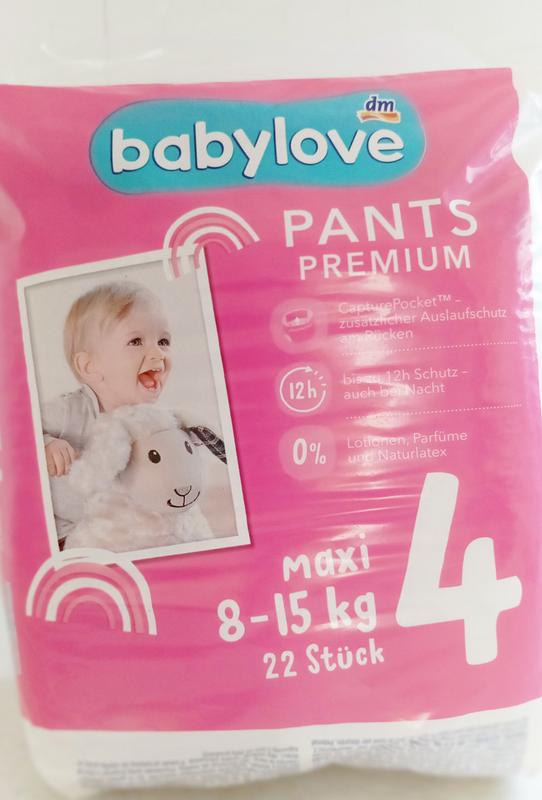 dm
babylove
PANTS
PREMIUM
CapturePocket™ –
zusätzlicher Auslaufschutz
am Rücken
12h
bis zu 12h Schutz –
auch bei Nacht
0%
Lotionen, Parfüme
und Naturlatex
4
maxi
8-15 kg
22 Stück